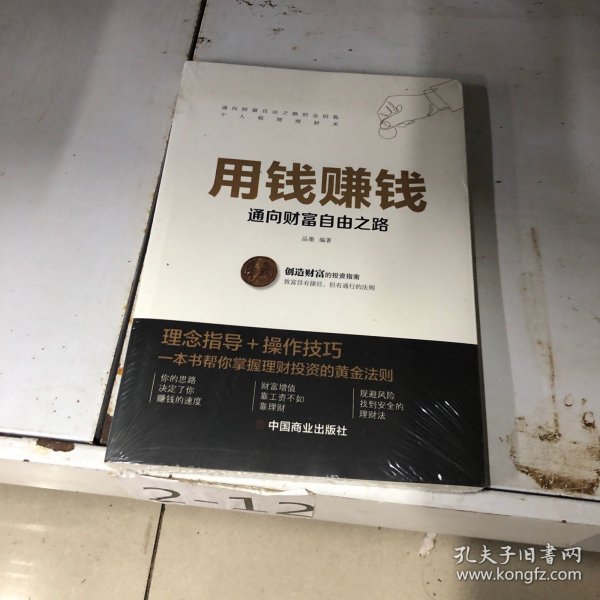 通向财富自由之路的金钥匙
个人投资理财术
用钱赚钱
通向财富自由之路
品墨 编著
创造财富的投资指南
致富没有捷径，但有通行的法则
理念指导+操作技巧
一本书帮你掌握理财投资的黄金法则
你的思路
决定了你
赚钱的速度
财富增值
靠工资不如
靠理财
规避风险
找到安全的
理财法
中国商业出版社
2-12
孔夫子旧书网
www.kongfz.com